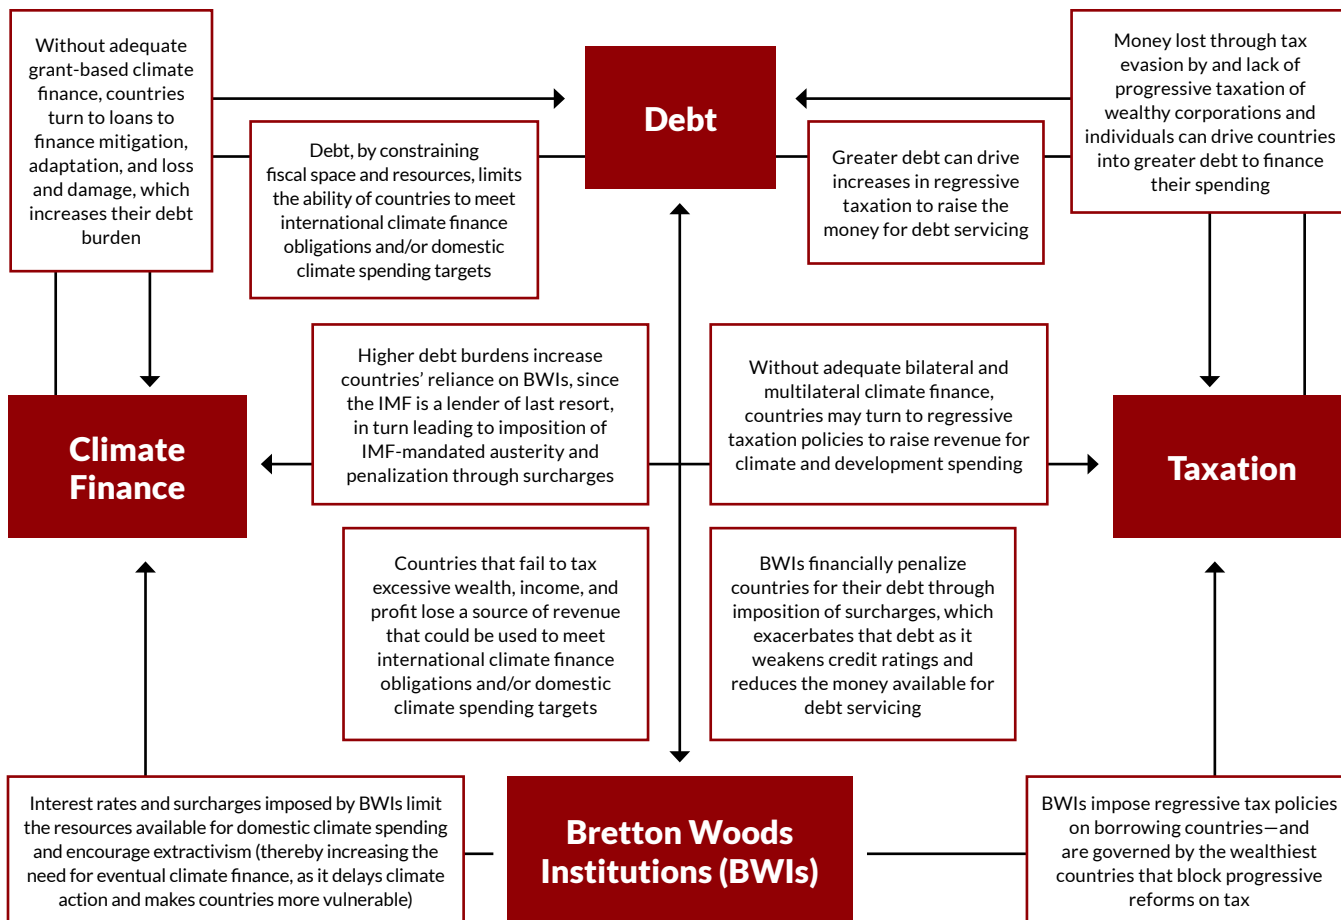 Without adequate
grant-based climate
finance, countries
turn to loans to
finance mitigation,
adaptation, and loss
and damage, which
increases their debt
burden
Debt
Money lost through tax
evasion by and lack of
progressive taxation of
wealthy corporations and
individuals can drive countries
into greater debt to finance
their spending
Debt, by constraining
fiscal space and resources, limits
the ability of countries to meet
international climate finance
obligations and/or domestic
climate spending targets
Greater debt can drive
increases in regressive
taxation to raise the
money for debt servicing
Higher debt burdens increase
countries’ reliance on BWIs, since
the IMF is a lender of last resort,
in turn leading to imposition of
IMF-mandated austerity and
penalization through surcharges
Without adequate bilateral and
multilateral climate finance,
countries may turn to regressive
taxation policies to raise revenue for
climate and development spending
Climate
Finance
Taxation
Countries that fail to tax
excessive wealth, income, and
profit lose a source of revenue
that could be used to meet
international climate finance
obligations and/or domestic
climate spending targets
BWIs financially penalize
countries for their debt through
imposition of surcharges, which
exacerbates that debt as it
weakens credit ratings and
reduces the money available for
debt servicing
Interest rates and surcharges imposed by BWIs limit
the resources available for domestic climate spending
and encourage extractivism (thereby increasing the
need for eventual climate finance, as it delays climate
action and makes countries more vulnerable)
Bretton Woods
Institutions (BWIs)
BWIs impose regressive tax policies
on borrowing countries—and
are governed by the wealthiest
countries that block progressive
reforms on tax